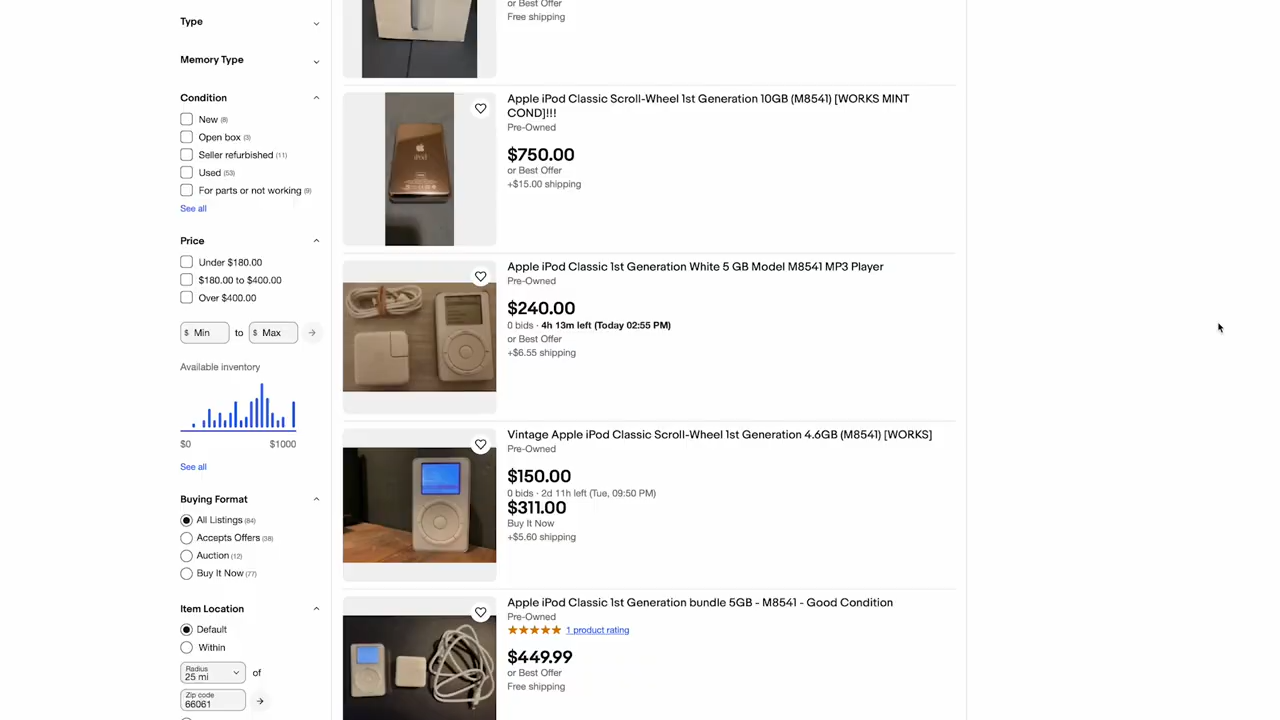 Type
Memory Type
Condition
New (8)
Open box (3)
Seller refurbished (11)
Used (53)
For parts or not working (9)
See all
Price
Under $180.00
$180.00 to $400.00
Over $400.00
$ Min to $ Max
Available inventory
$0 $1000
See all
Buying Format
All Listings (84)
Accepts Offers (38)
Auction (12)
Buy It Now (77)
Item Location
Default
Within
Radius
25 mi
of
Zip code
66061
or Best Offer
Free shipping
Apple iPod Classic Scroll-Wheel 1st Generation 10GB (M8541) [WORKS MINT
COND]!!!
Pre-Owned
$750.00
or Best Offer
+$15.00 shipping
Apple iPod Classic 1st Generation White 5 GB Model M8541 MP3 Player
Pre-Owned
$240.00
0 bids · 4h 13m left (Today 02:55 PM)
or Best Offer
+$6.55 shipping
Vintage Apple iPod Classic Scroll-Wheel 1st Generation 4.6GB (M8541) [WORKS]
Pre-Owned
$150.00
0 bids · 2d 11h left (Tue, 09:50 PM)
$311.00
Buy It Now
+$5.60 shipping
Apple iPod Classic 1st Generation bundle 5GB - M8541 - Good Condition
Pre-Owned
1 product rating
$449.99
or Best Offer
Free shipping
iPod